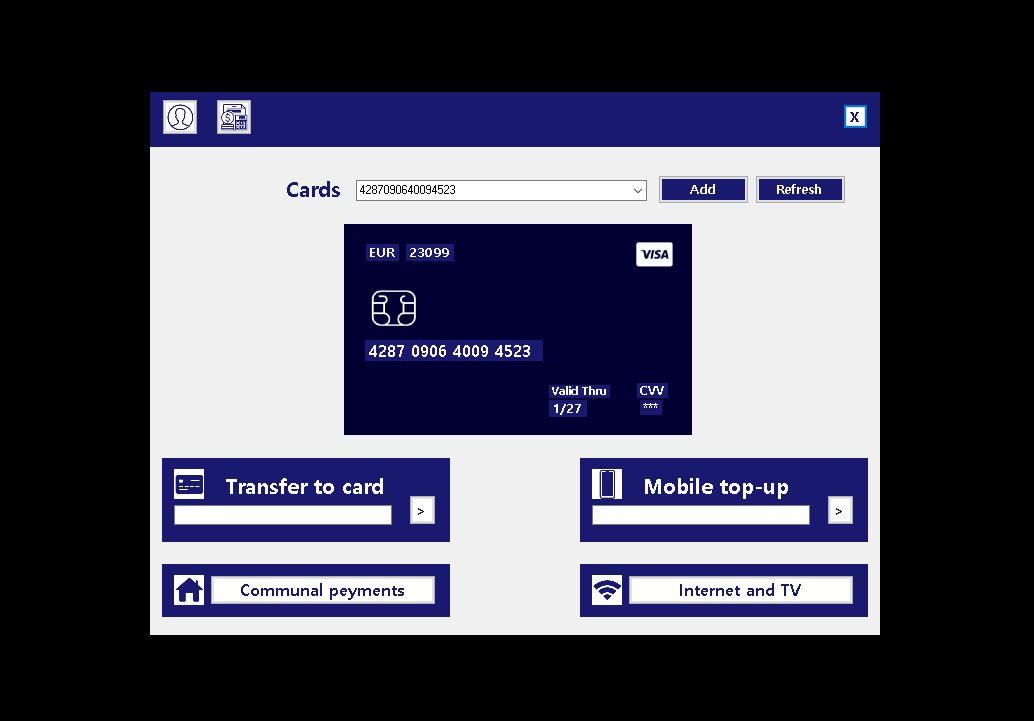 X
Cards 4287090640094523 Add Refresh
EUR 23099 VISA
4287 0906 4009 4523
Valid Thru CVV
1/27 ***
Transfer to card
>
Mobile top-up
>
Communal peyments
Internet and TV